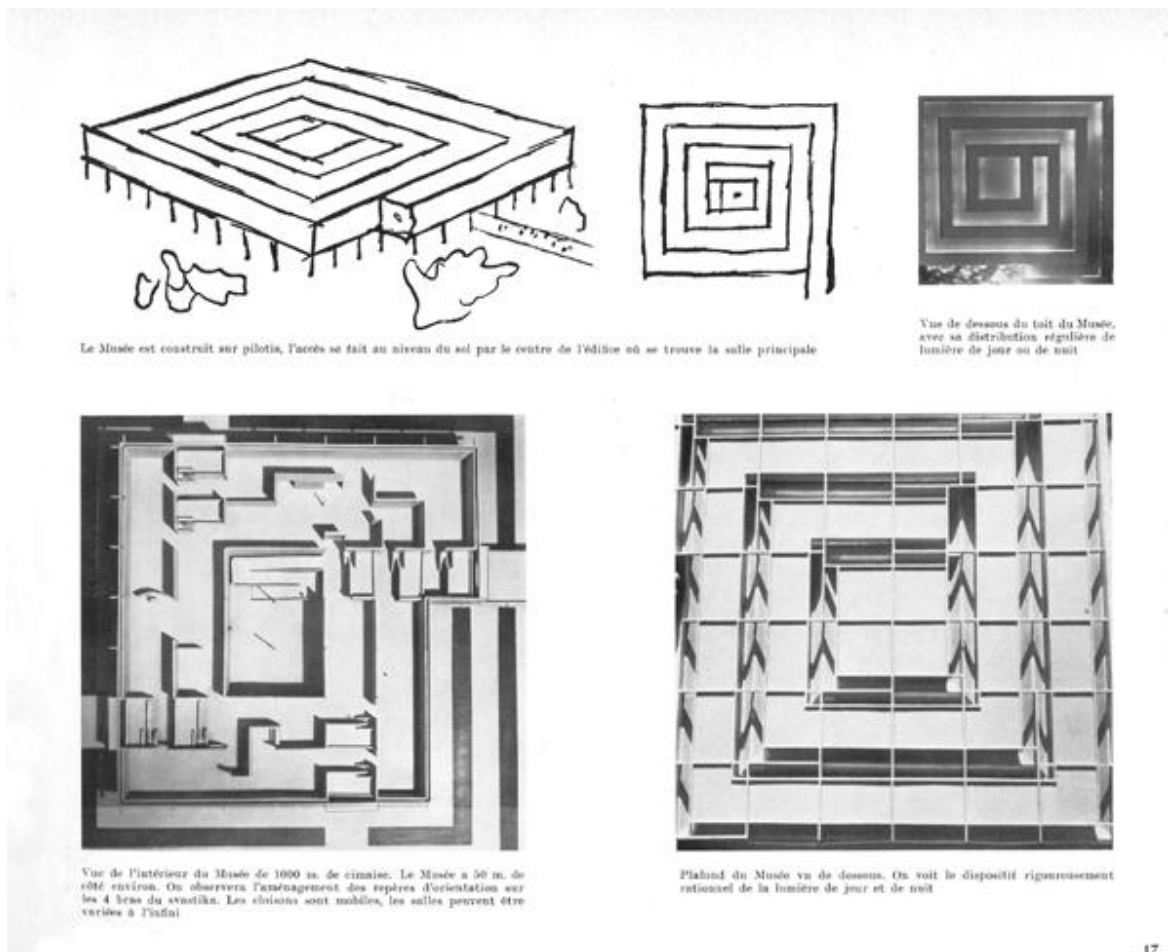 Le Musée est construit sur pilotis, l'accès se fait au niveau du sol par le centre de l'édifice où se trouve la salle principale
Vue de dessous du toit du Musée,
avec sa distribution régulière de
lumière de jour ou de nuit
Vue de l'intérieur du Musée de 1000 m. de cimaise. Le Musée a 50 m. de
côté environ. On observera l'aménagement des repères d'orientation sur
les 4 bras du svastika. Les cloisons sont mobiles, les salles peuvent être
variées à l'infini
Plafond du Musée vu de dessous. On voit le dispositif rigoureusement
rationnel de la lumière de jour et de nuit
17